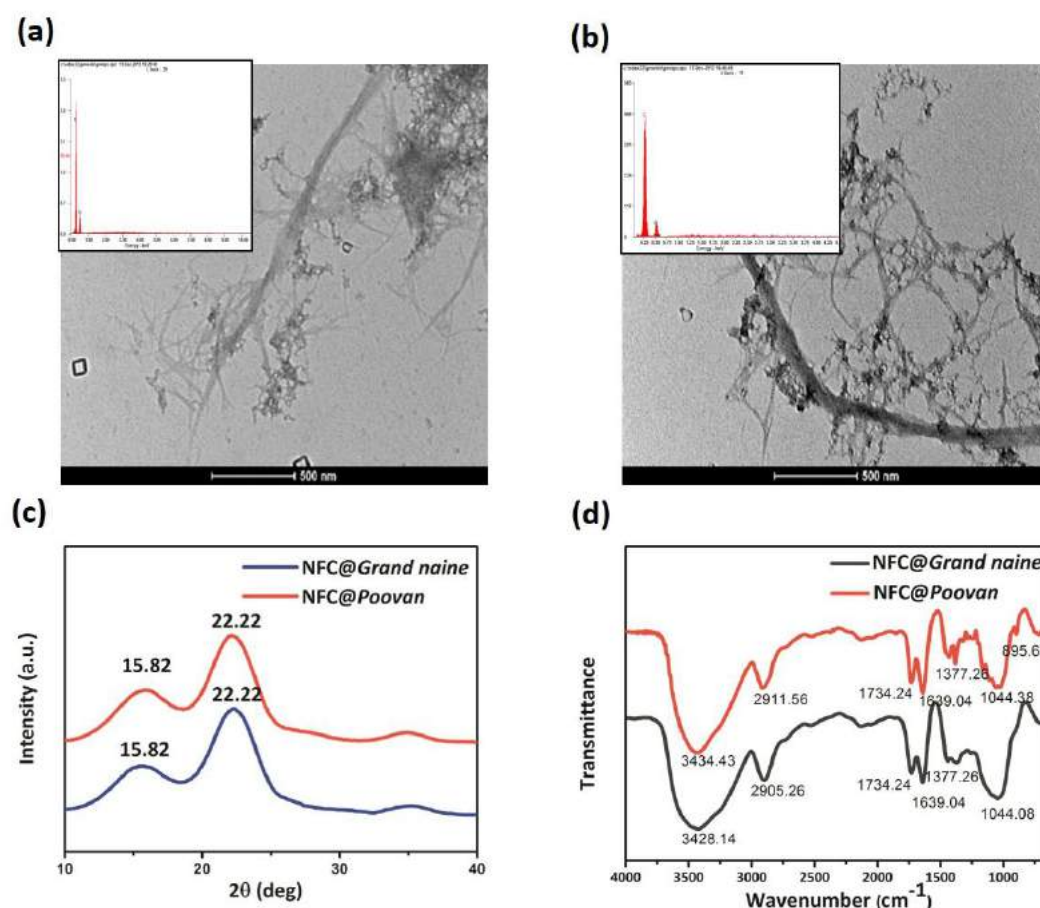 (a)
500 nm
(b)
500 nm
(c)
NFC@Grand naine
NFC@Poovan
22.22
15.82
22.22
15.82
Intensity (a.u.)
10
20
30
40
2θ (deg)
(d)
NFC@Grand naine
NFC@Poovan
895.6
1377.26
2911.56
1734.24
1639.04
1044.38
3434.43
1377.26
2905.26
1734.24
1639.04
1044.08
3428.14
Transmittance
4000
3500
3000
2500
2000
1500
1000
Wavenumber (cm-1)